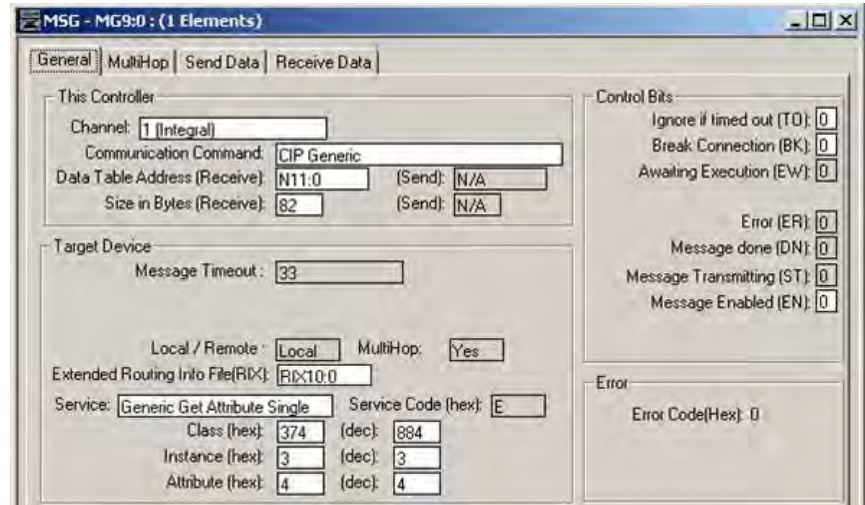 MSG - MG9:0 : (1 Elements)
General MultiHop Send Data Receive Data
This Controller
Channel: 1 (Integral)
Communication Command: CIP Generic
Data Table Address (Receive): N11:0 (Send): N/A
Size in Bytes (Receive): 82 (Send): N/A
Target Device
Message Timeout : 33
Local / Remote : Local MultiHop: Yes
Extended Routing Info File(RIX): RIX10:0
Service: Generic Get Attribute Single Service Code (hex): E
Class (hex): 374 (dec): 884
Instance (hex): 3 (dec): 3
Attribute (hex): 4 (dec): 4
Control Bits
Ignore if timed out (TO): 0
Break Connection (BK): 0
Awaiting Execution (EW): 0
Error (ER): 0
Message done (DN): 0
Message Transmitting (ST): 0
Message Enabled (EN): 0
Error
Error Code(Hex): 0